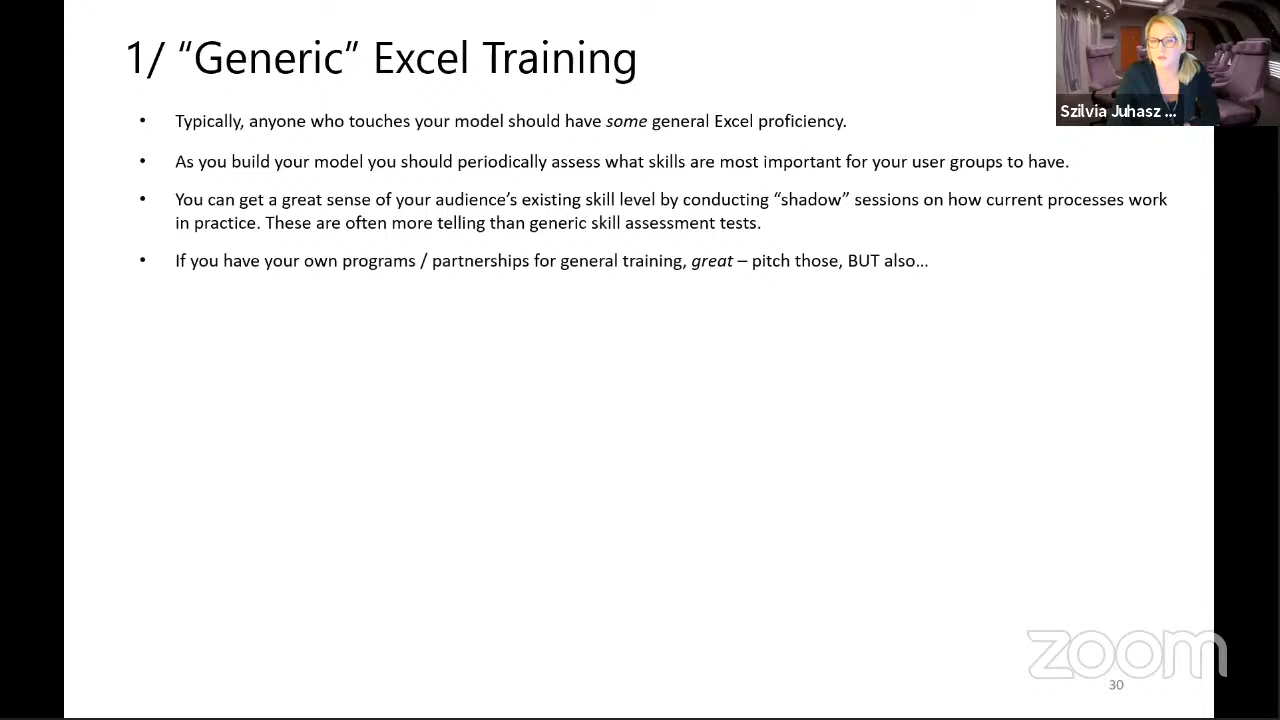 1/ “Generic” Excel Training
Szilvia Juhasz ...
• Typically, anyone who touches your model should have some general Excel proficiency.
• As you build your model you should periodically assess what skills are most important for your user groups to have.
• You can get a great sense of your audience’s existing skill level by conducting “shadow” sessions on how current processes work
in practice. These are often more telling than generic skill assessment tests.
• If you have your own programs / partnerships for general training, great – pitch those, BUT also…
zoom
30